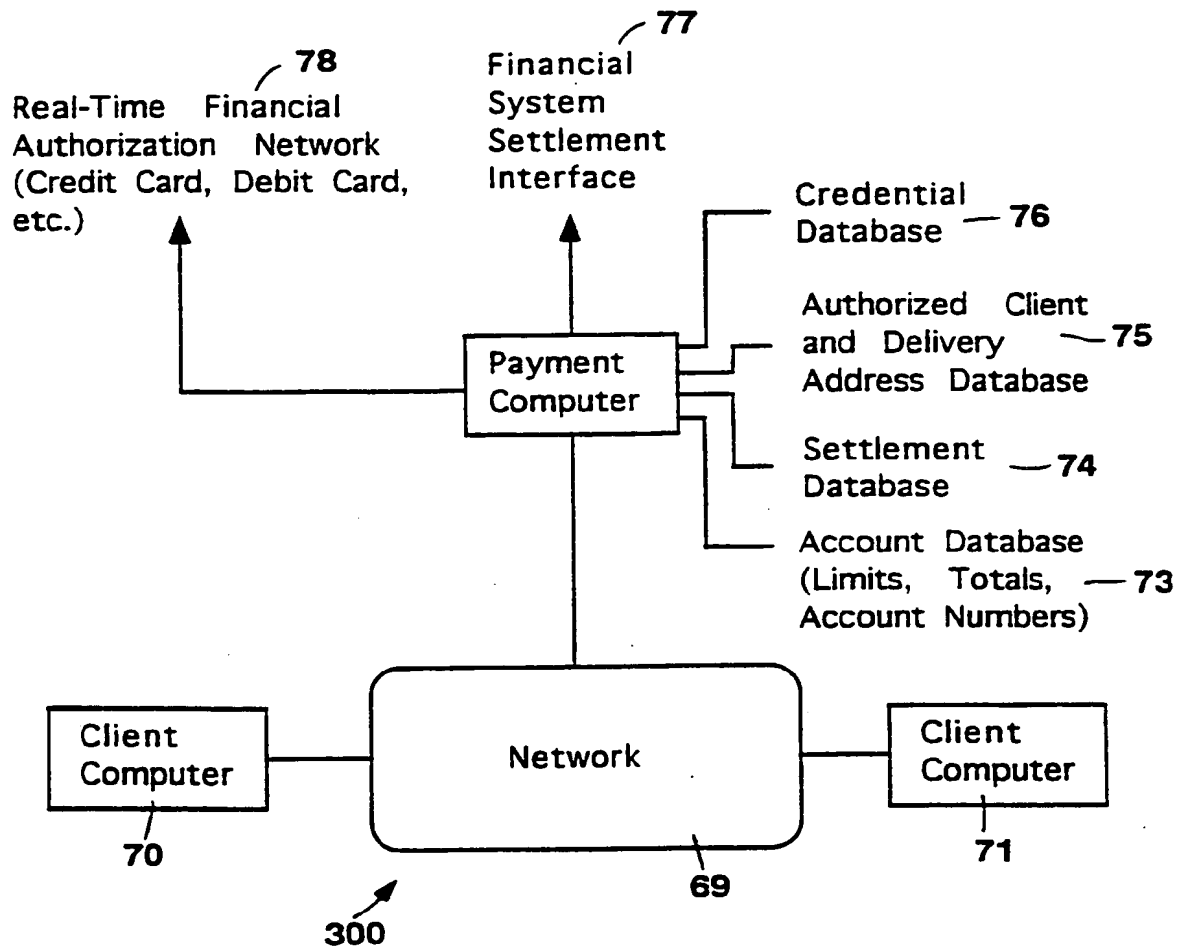 77
78
Financial
System
Settlement
Interface
Real-Time Financial
Authorization Network
(Credit Card, Debit Card,
etc.)
Credential
Database
76
Authorized Client
and Delivery
Address Database
75
Payment
Computer
Settlement
Database
74
Account Database
(Limits, Totals,
Account Numbers)
73
Client
Computer
70
Network
69
Client
Computer
71
300